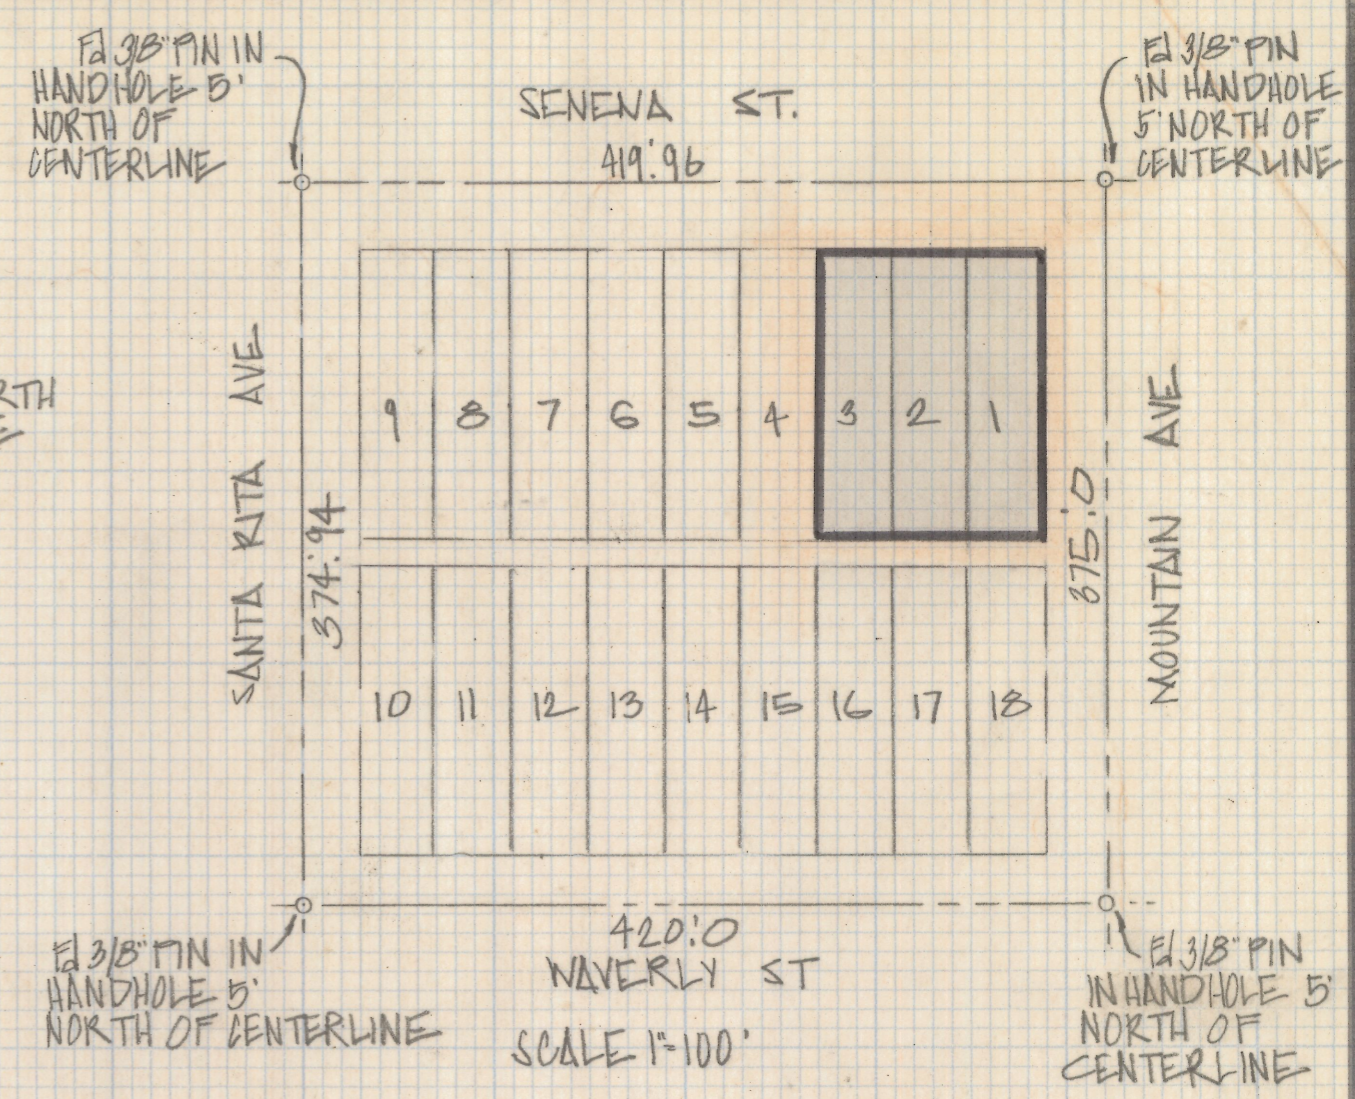 Fd 3/8" PIN IN
HANDHOLE 5'
NORTH OF
CENTERLINE
SENENA ST.
419.'96
Fd 3/8" PIN
IN HANDHOLE
5' NORTH OF
CENTERLINE
SANTA RITA AVE
374.'94
9 8 7 6 5 4 3 2 1
375.'0
MOUNTAIN AVE
10 11 12 13 14 15 16 17 18
420.'0
WAVERLY ST
SCALE 1"=100'
Fd 3/8" PIN IN
HANDHOLE 5'
NORTH OF CENTERLINE
Fd 3/8" PIN
IN HANDHOLE 5'
NORTH OF
CENTERLINE